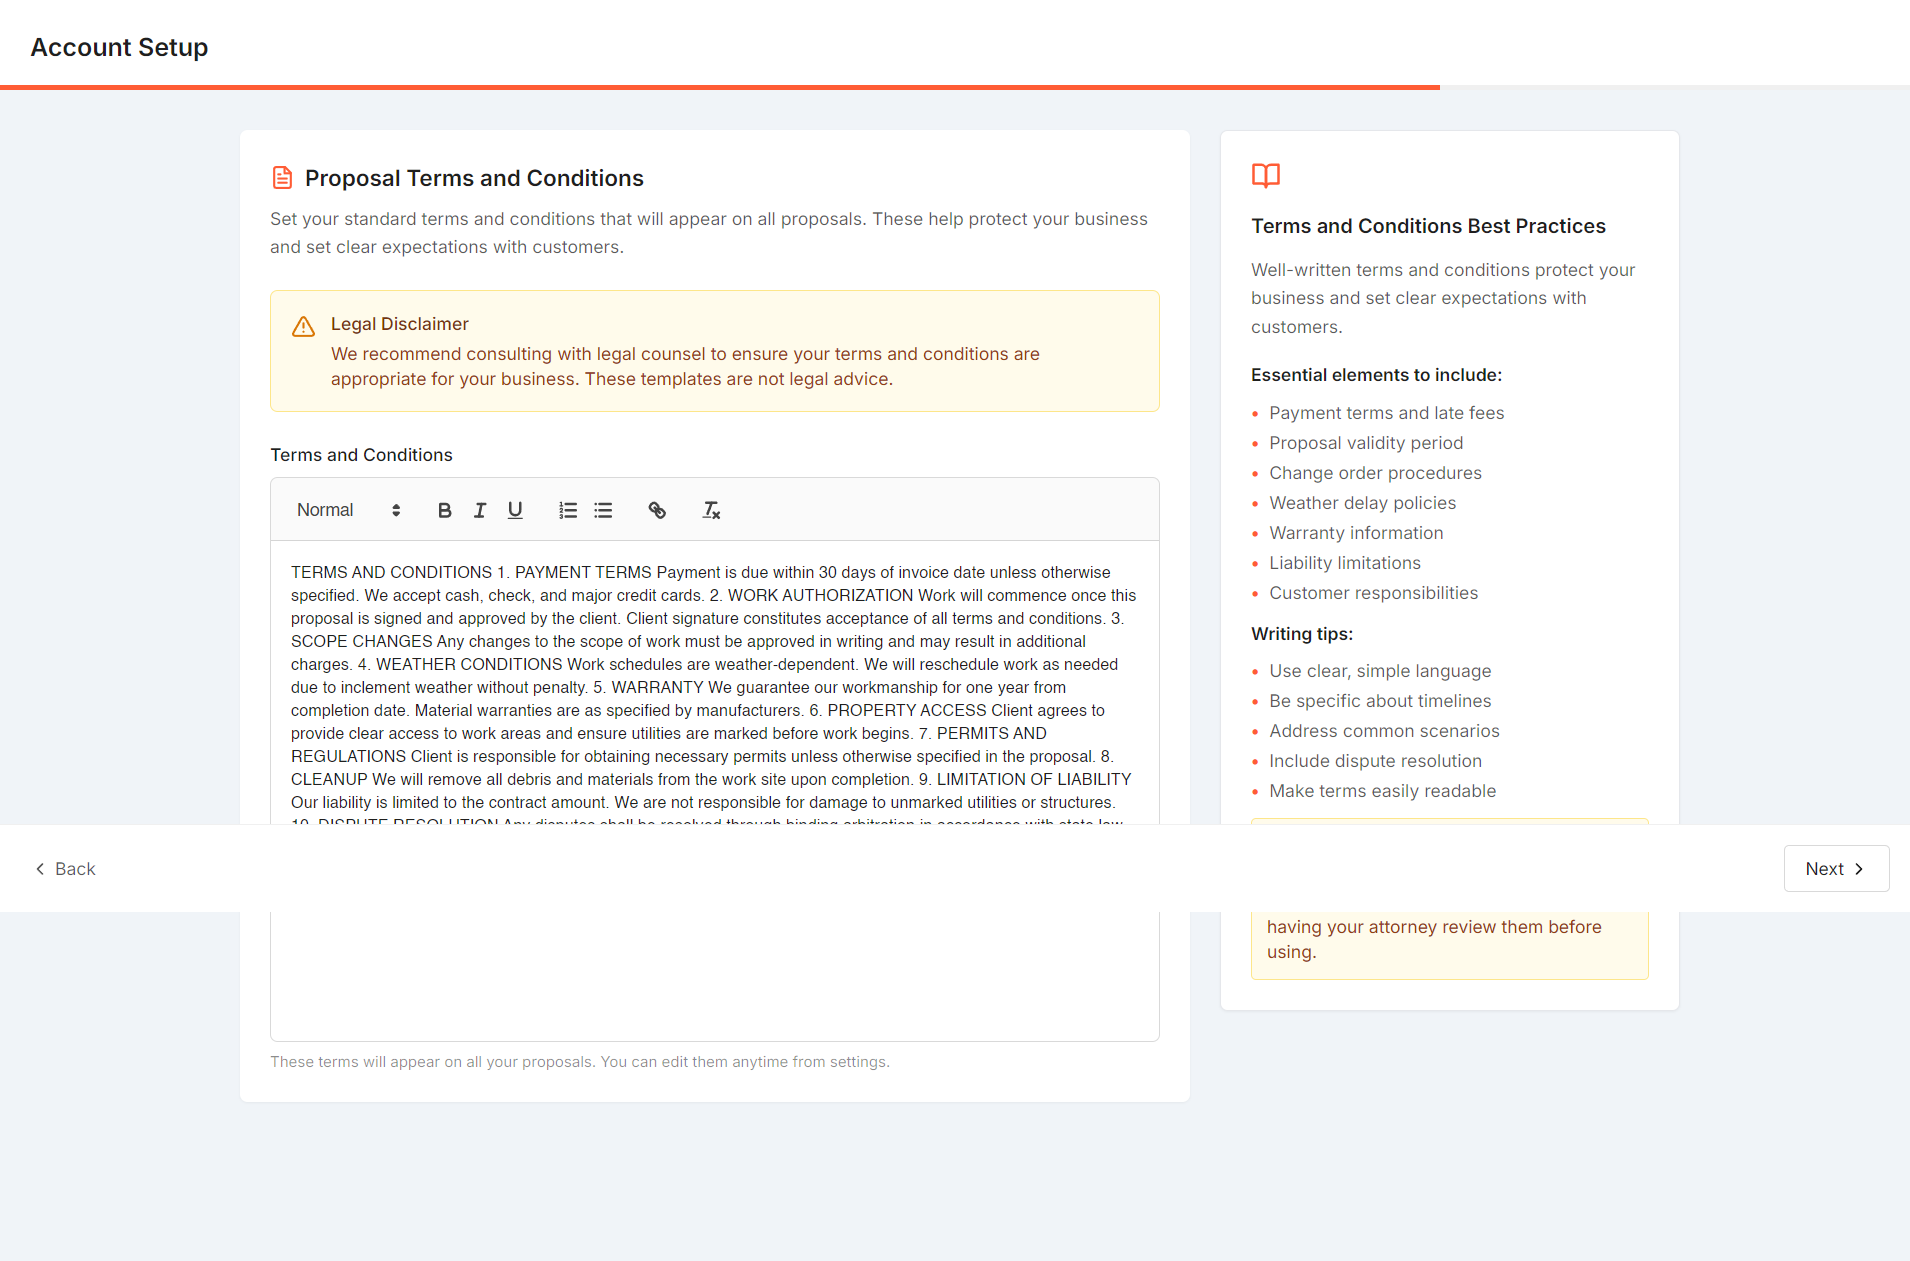 Account Setup
Proposal Terms and Conditions
Set your standard terms and conditions that will appear on all proposals. These help protect your business
and set clear expectations with customers.
Legal Disclaimer
We recommend consulting with legal counsel to ensure your terms and conditions are
appropriate for your business. These templates are not legal advice.
Terms and Conditions
Normal
TERMS AND CONDITIONS 1. PAYMENT TERMS Payment is due within 30 days of invoice date unless otherwise
specified. We accept cash, check, and major credit cards. 2. WORK AUTHORIZATION Work will commence once this
proposal is signed and approved by the client. Client signature constitutes acceptance of all terms and conditions. 3.
SCOPE CHANGES Any changes to the scope of work must be approved in writing and may result in additional
charges. 4. WEATHER CONDITIONS Work schedules are weather-dependent. We will reschedule work as needed
due to inclement weather without penalty. 5. WARRANTY We guarantee our workmanship for one year from
completion date. Material warranties are as specified by manufacturers. 6. PROPERTY ACCESS Client agrees to
provide clear access to work areas and ensure utilities are marked before work begins. 7. PERMITS AND
REGULATIONS Client is responsible for obtaining necessary permits unless otherwise specified in the proposal. 8.
CLEANUP We will remove all debris and materials from the work site upon completion. 9. LIMITATION OF LIABILITY
Our liability is limited to the contract amount. We are not responsible for damage to unmarked utilities or structures.
10. DISPUTE RESOLUTION Any disputes shall be resolved through binding arbitration in accordance with state law.
These terms will appear on all your proposals. You can edit them anytime from settings.
Terms and Conditions Best Practices
Well-written terms and conditions protect your
business and set clear expectations with
customers.
Essential elements to include:
• Payment terms and late fees
• Proposal validity period
• Change order procedures
• Weather delay policies
• Warranty information
• Liability limitations
• Customer responsibilities
Writing tips:
• Use clear, simple language
• Be specific about timelines
• Address common scenarios
• Include dispute resolution
• Make terms easily readable
having your attorney review them before
using.
Back
Next